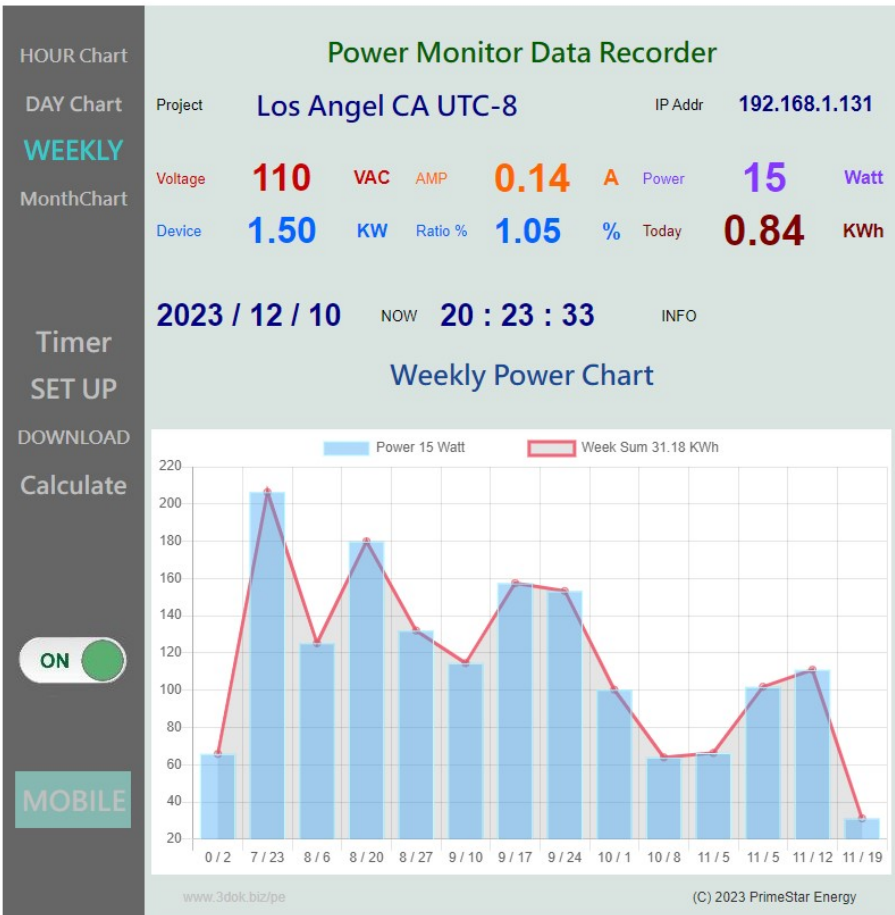 HOUR Chart
DAY Chart
WEEKLY
MonthChart
Timer
SET UP
DOWNLOAD
Calculate
ON
MOBILE
Power Monitor Data Recorder
Project Los Angel CA UTC-8 IP Addr 192.168.1.131
Voltage 110 VAC AMP 0.14 A Power 15 Watt
Device 1.50 KW Ratio % 1.05 % Today 0.84 KWh
2023 / 12 / 10 NOW 20 : 23 : 33 INFO
Weekly Power Chart
Power 15 Watt Week Sum 31.18 KWh
220
200
180
160
140
120
100
80
60
40
20
0 / 2 7 / 23 8 / 6 8 / 20 8 / 27 9 / 10 9 / 17 9 / 24 10 / 1 10 / 8 11 / 5 11 / 5 11 / 12 11 / 19
www.3dok.biz/pe (C) 2023 PrimeStar Energy